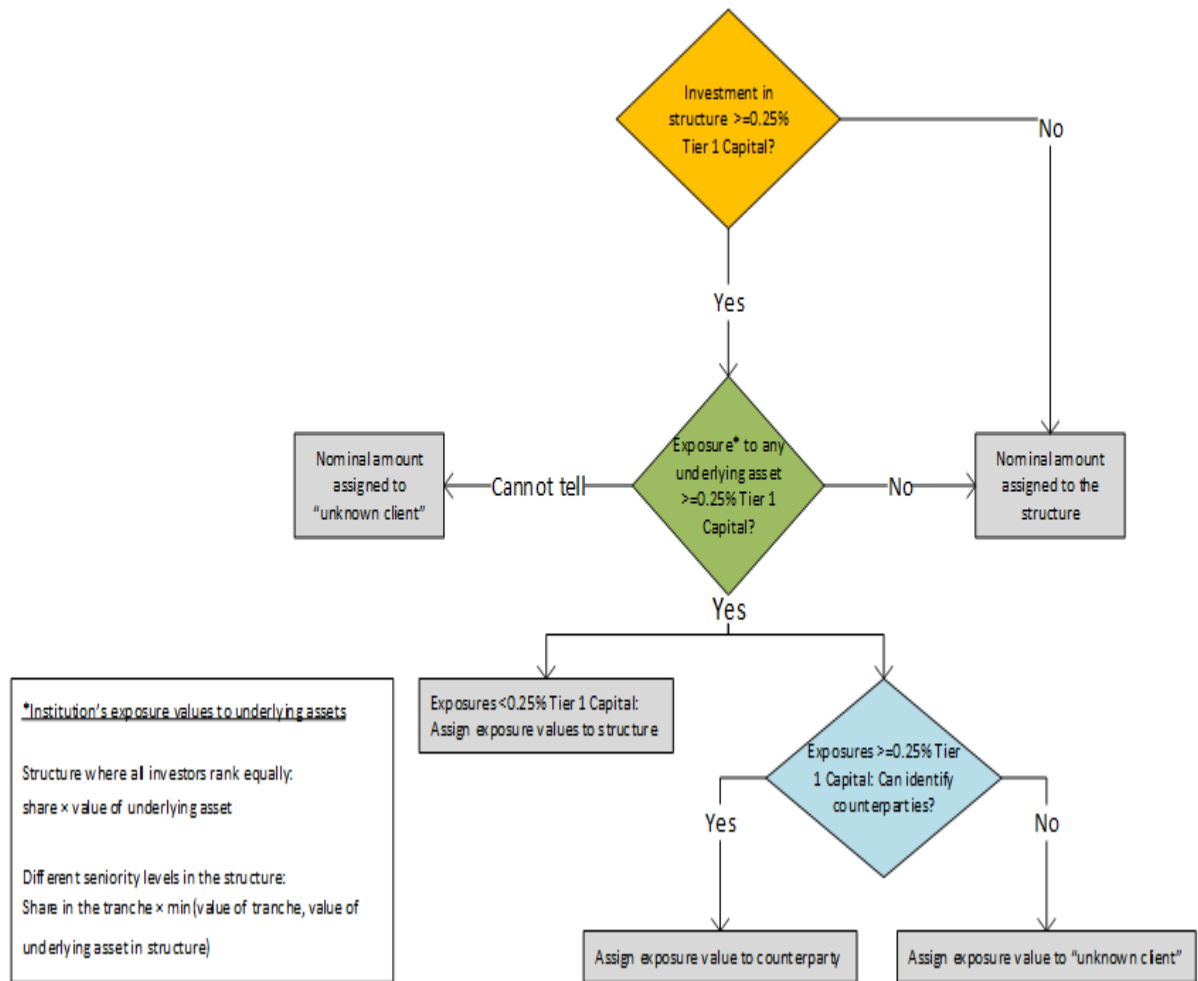 Investment in
structure >=0.25%
Tier 1 Capital?
No
Yes
Exposure* to any
underlying asset
>=0.25% Tier 1
Capital?
Cannot tell
Nominal amount
assigned to
“unknown client”
No
Nominal amount
assigned to the
structure
Yes
Exposures <0.25% Tier 1 Capital:
Assign exposure values to structure
Exposures >=0.25% Tier
1 Capital: Can identify
counterparties?
Yes
No
Assign exposure value to counterparty
Assign exposure value to “unknown client”
*Institution’s exposure values to underlying assets
Structure where all investors rank equally:
share × value of underlying asset
Different seniority levels in the structure:
Share in the tranche × min(value of tranche, value of
underlying asset in structure)